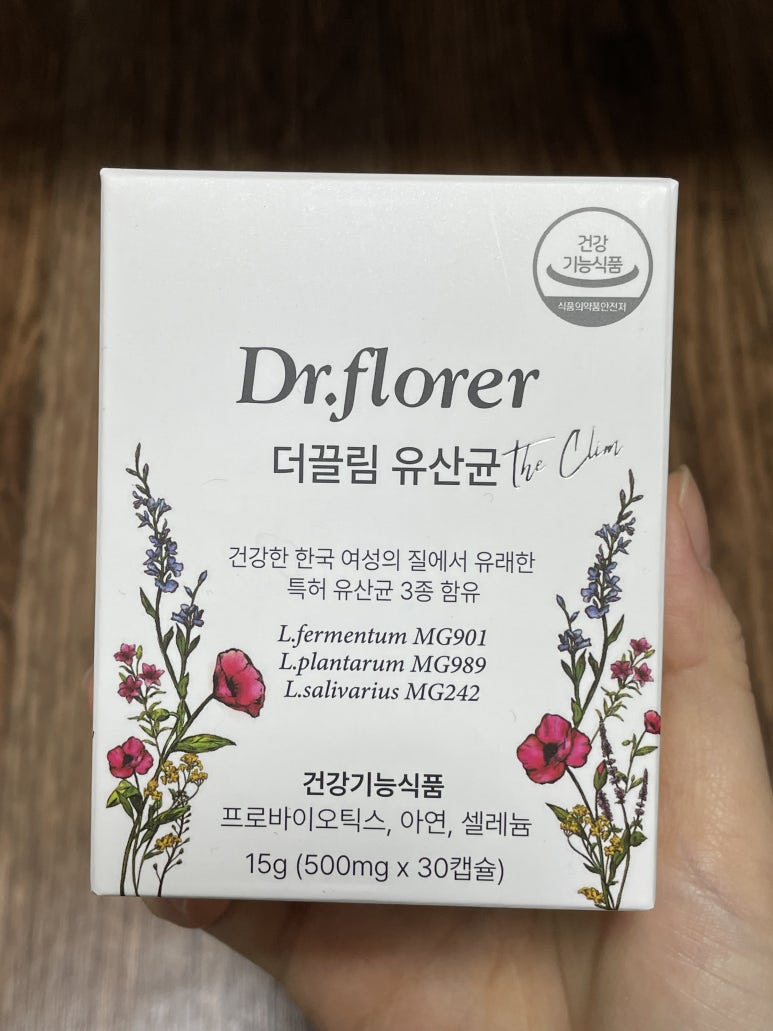 건강
기능식품
식품의약품안전처
Dr.florer
더끌림 유산균 the Clim
건강한 한국 여성의 질에서 유래한
특허 유산균 3종 함유
L.fermentum MG901
L.plantarum MG989
L.salivarius MG242
건강기능식품
프로바이오틱스, 아연, 셀레늄
15g (500mg x 30캡슐)